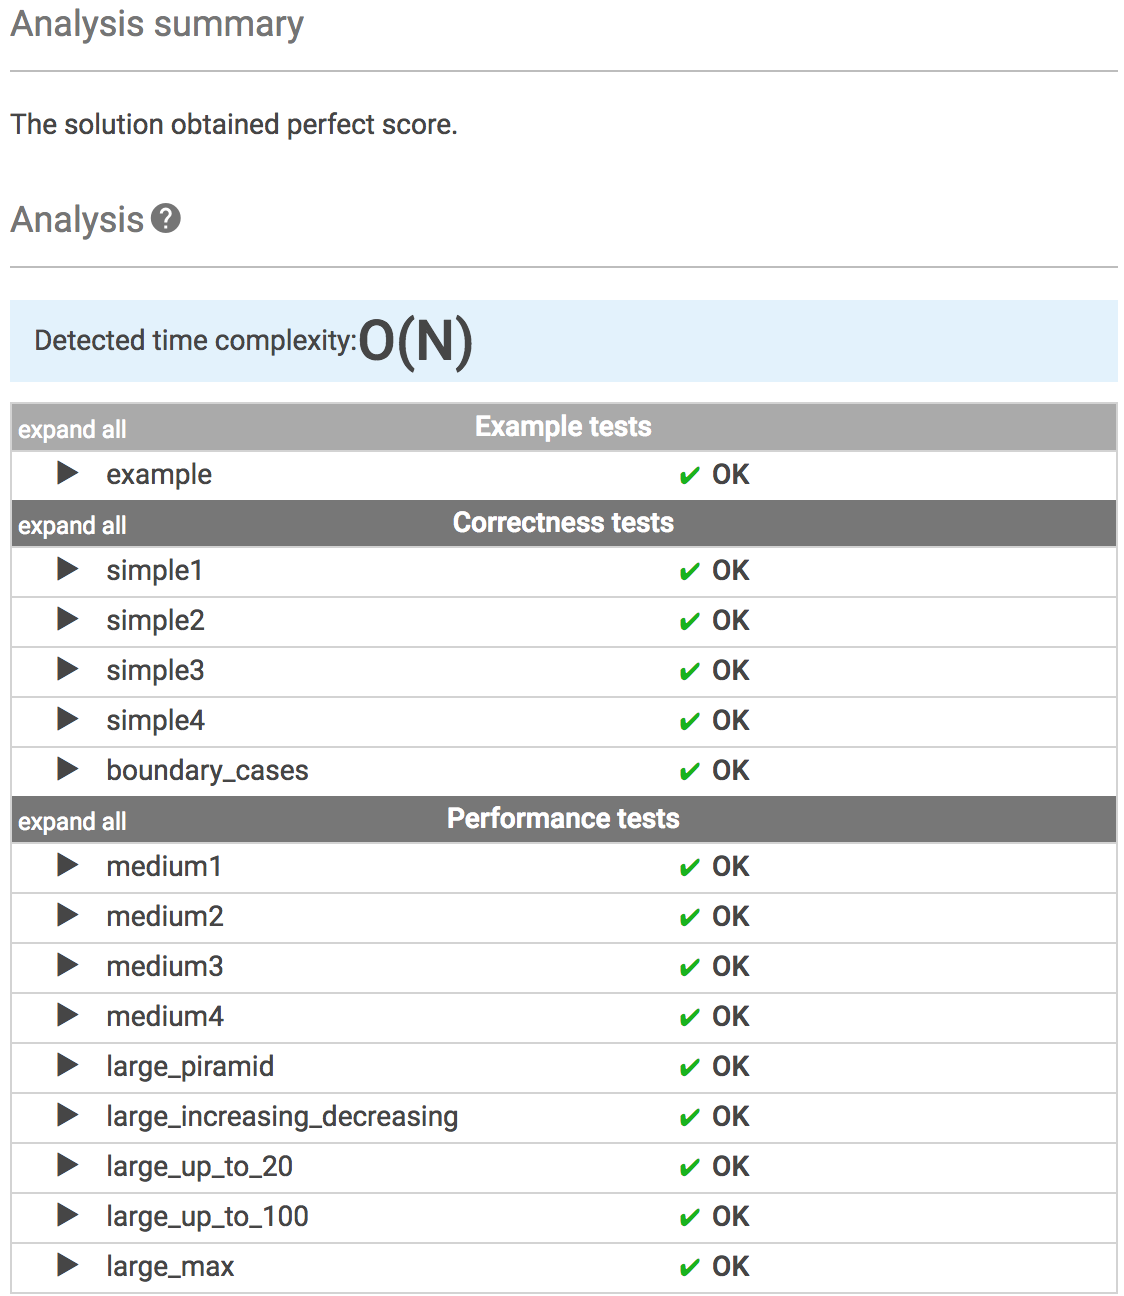 Analysis summary
The solution obtained perfect score.
Analysis ?
Detected time complexity: O(N)
expand all Example tests
example ✔ OK
expand all Correctness tests
simple1 ✔ OK
simple2 ✔ OK
simple3 ✔ OK
simple4 ✔ OK
boundary_cases ✔ OK
expand all Performance tests
medium1 ✔ OK
medium2 ✔ OK
medium3 ✔ OK
medium4 ✔ OK
large_piramid ✔ OK
large_increasing_decreasing ✔ OK
large_up_to_20 ✔ OK
large_up_to_100 ✔ OK
large_max ✔ OK